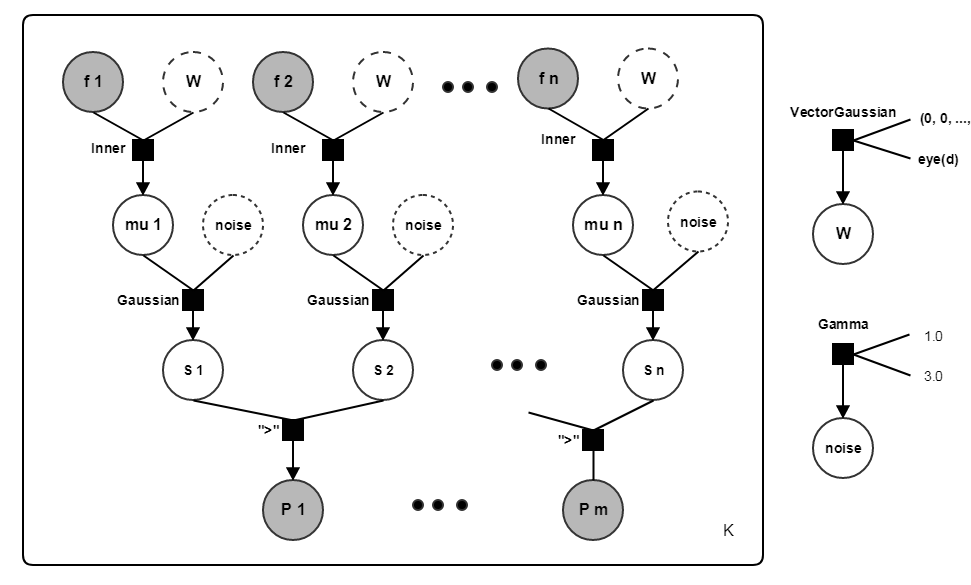 f 1
W
f 2
W
f n
W
Inner
Inner
Inner
mu 1
noise
mu 2
noise
mu n
noise
Gaussian
Gaussian
Gaussian
S 1
S 2
S n
">"
">"
P 1
P m
K
VectorGaussian
(0, 0, ...,
eye(d)
W
Gamma
1.0
3.0
noise